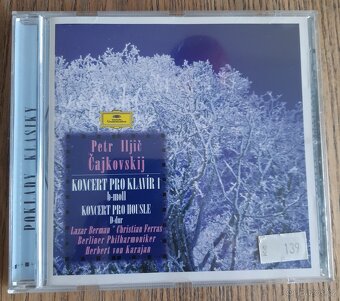 POKLADY KLASIKY
Petr Iljič
Čajkovskij
KONCERT PRO KLAVÍR 1
b-moll
KONCERT PRO HOUSLE
D-dur
Lazar Berman * Christian Ferras
Berliner Philharmoniker
Herbert von Karajan
139